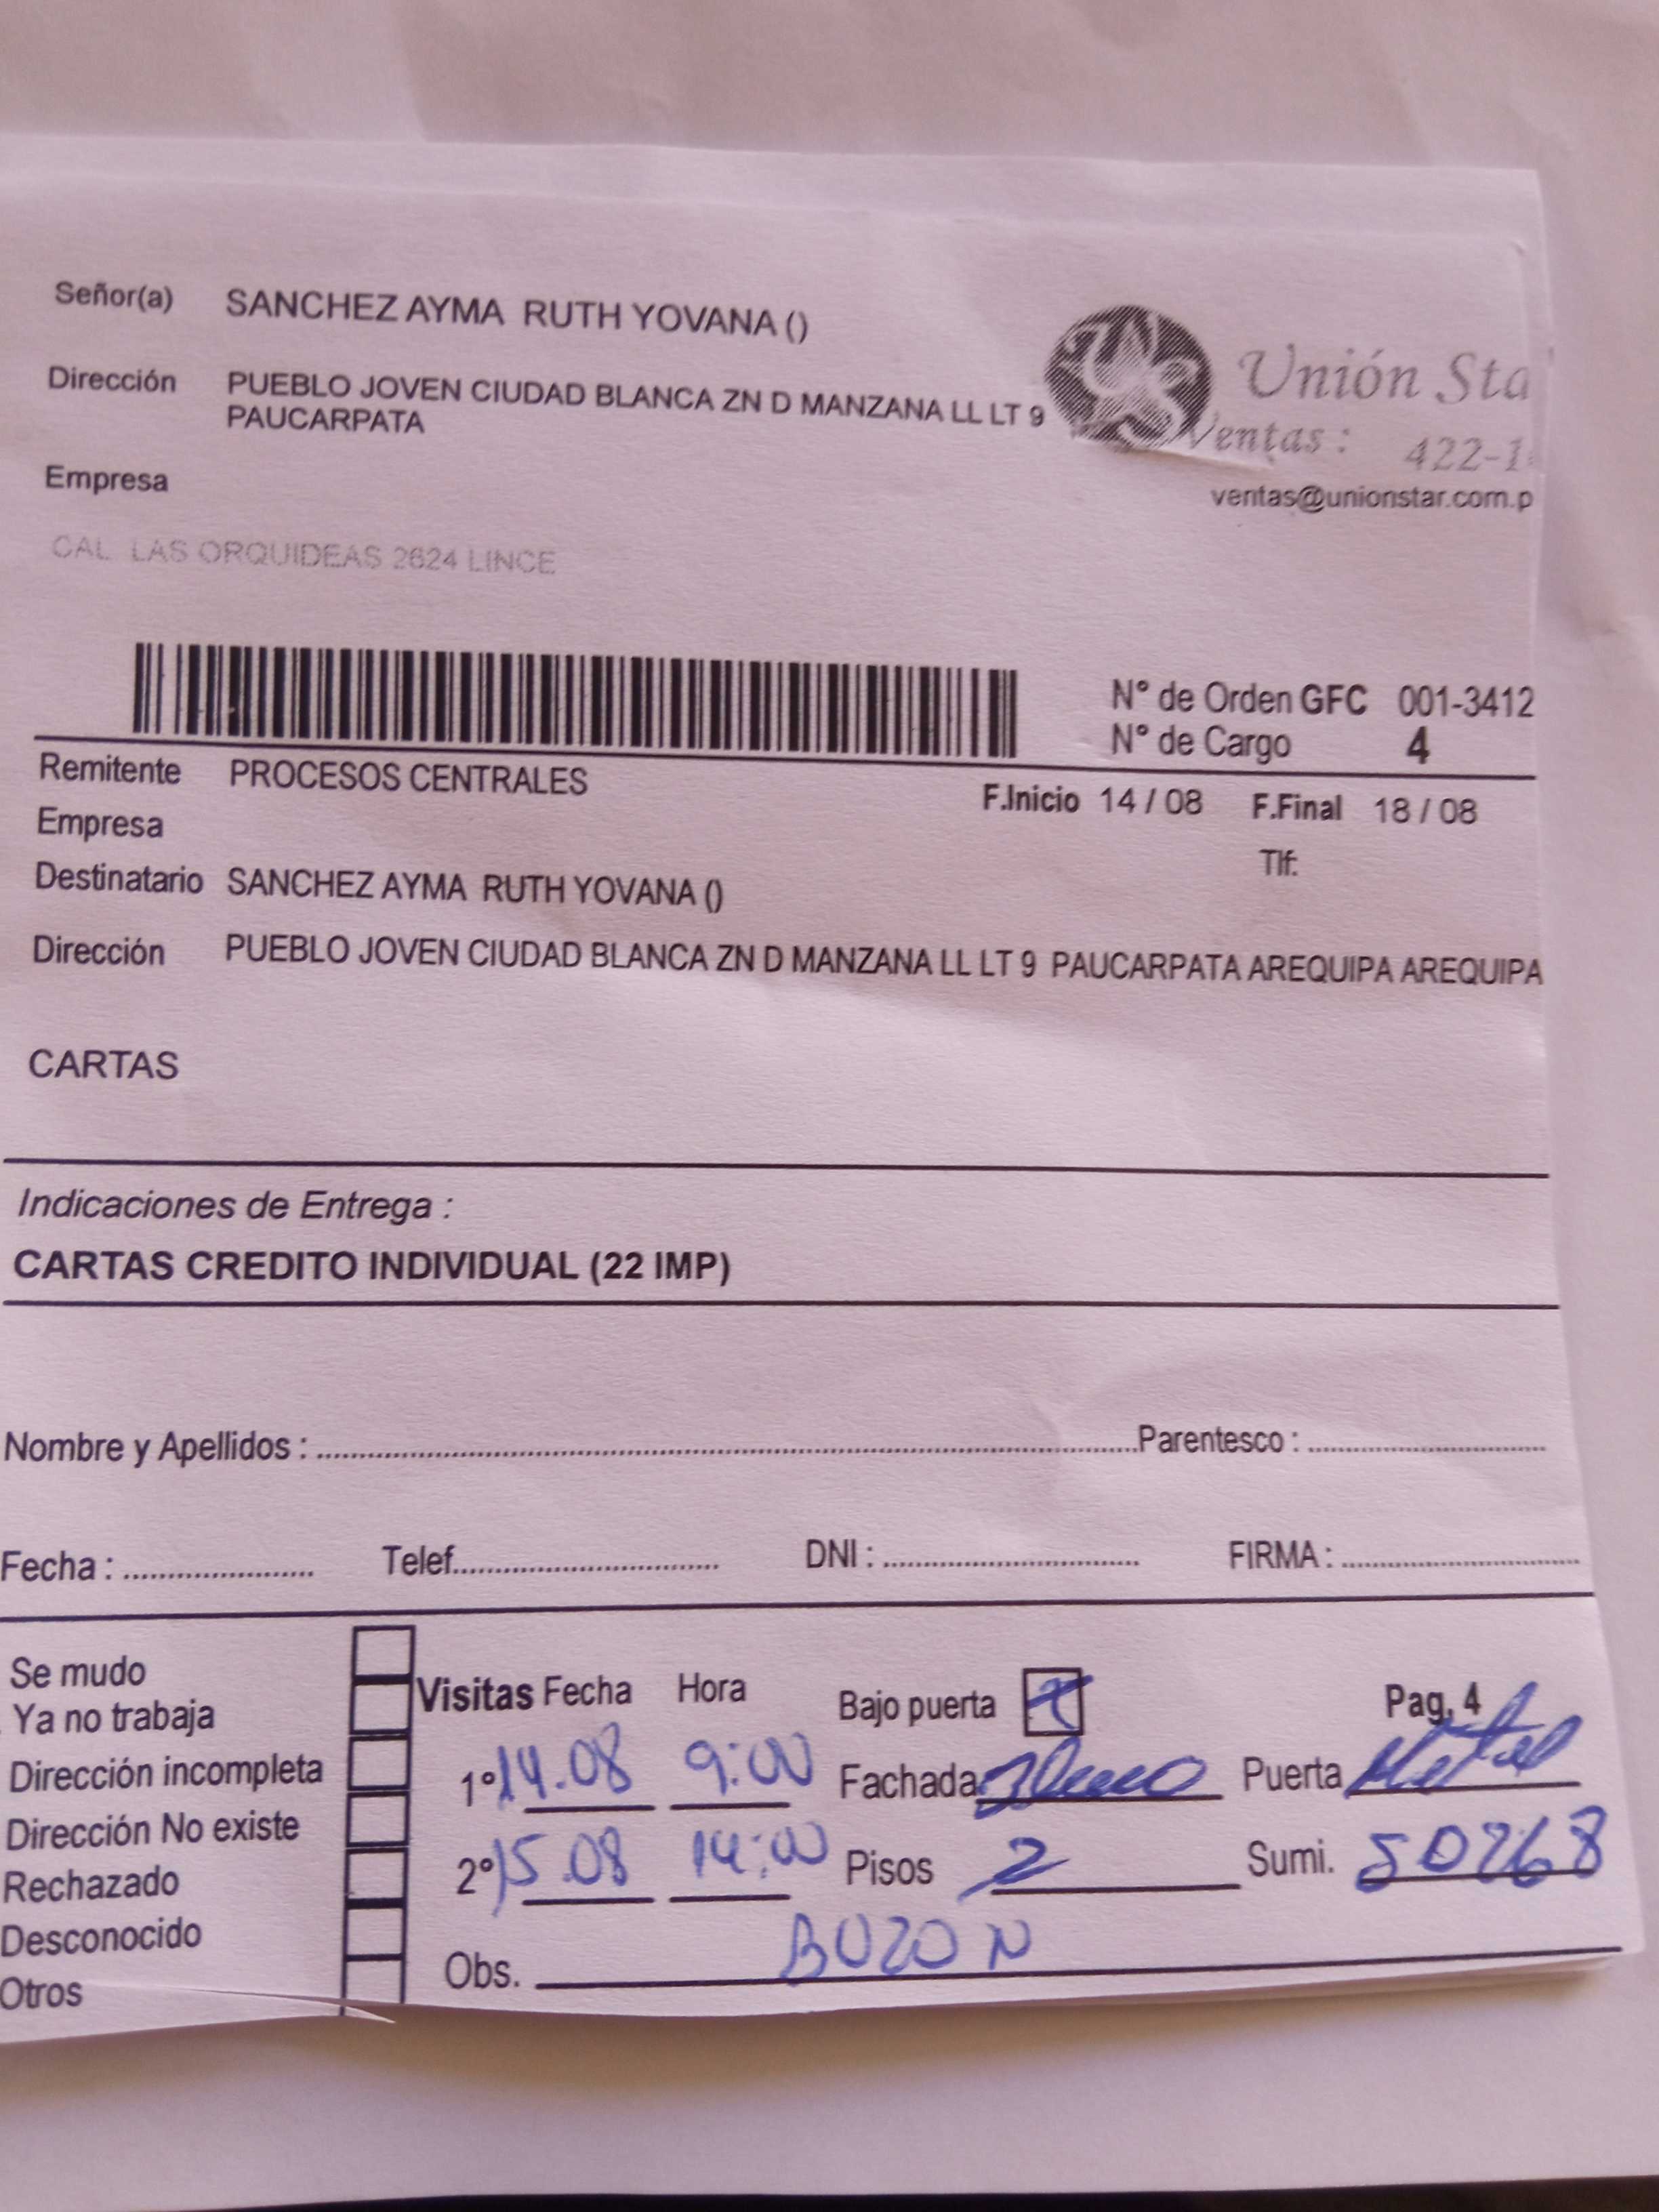 Señor(a) SANCHEZ AYMA RUTH YOVANA ()
Dirección PUEBLO JOVEN CIUDAD BLANCA ZN D MANZANA LL LT 9
PAUCARPATA
Unión Sta
Ventas : 422-1
ventas@unionstar.com.p
Empresa
CAL LAS ORQUIDEAS 2624 LINCE
N° de Orden GFC 001-3412
N° de Cargo 4
Remitente PROCESOS CENTRALES
F.Inicio 14 / 08 F.Final 18 / 08
Empresa
Tlf:
Destinatario SANCHEZ AYMA RUTH YOVANA ()
Dirección PUEBLO JOVEN CIUDAD BLANCA ZN D MANZANA LL LT 9 PAUCARPATA AREQUIPA AREQUIPA
CARTAS
Indicaciones de Entrega :
CARTAS CREDITO INDIVIDUAL (22 IMP)
Nombre y Apellidos : Parentesco :
Fecha : Telef. DNI : FIRMA :
Se mudo
Ya no trabaja
Dirección incompleta
Dirección No existe
Rechazado
Desconocido
Otros
Visitas Fecha Hora
1° 14.08 9:00
2° 15.08 14:00
Bajo puerta X Pag. 4
Fachada Puerta Metal
Pisos 2 Sumi. 50768
Obs. BUZON